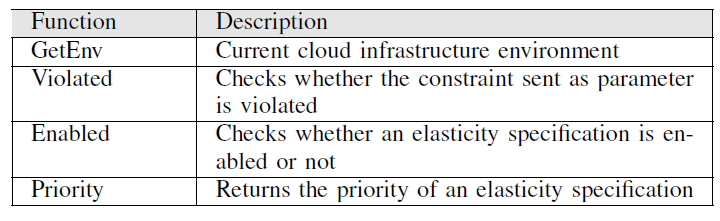 Function Description
GetEnv Current cloud infrastructure environment
Violated Checks whether the constraint sent as parameter
is violated
Enabled Checks whether an elasticity specification is en-
abled or not
Priority Returns the priority of an elasticity specification